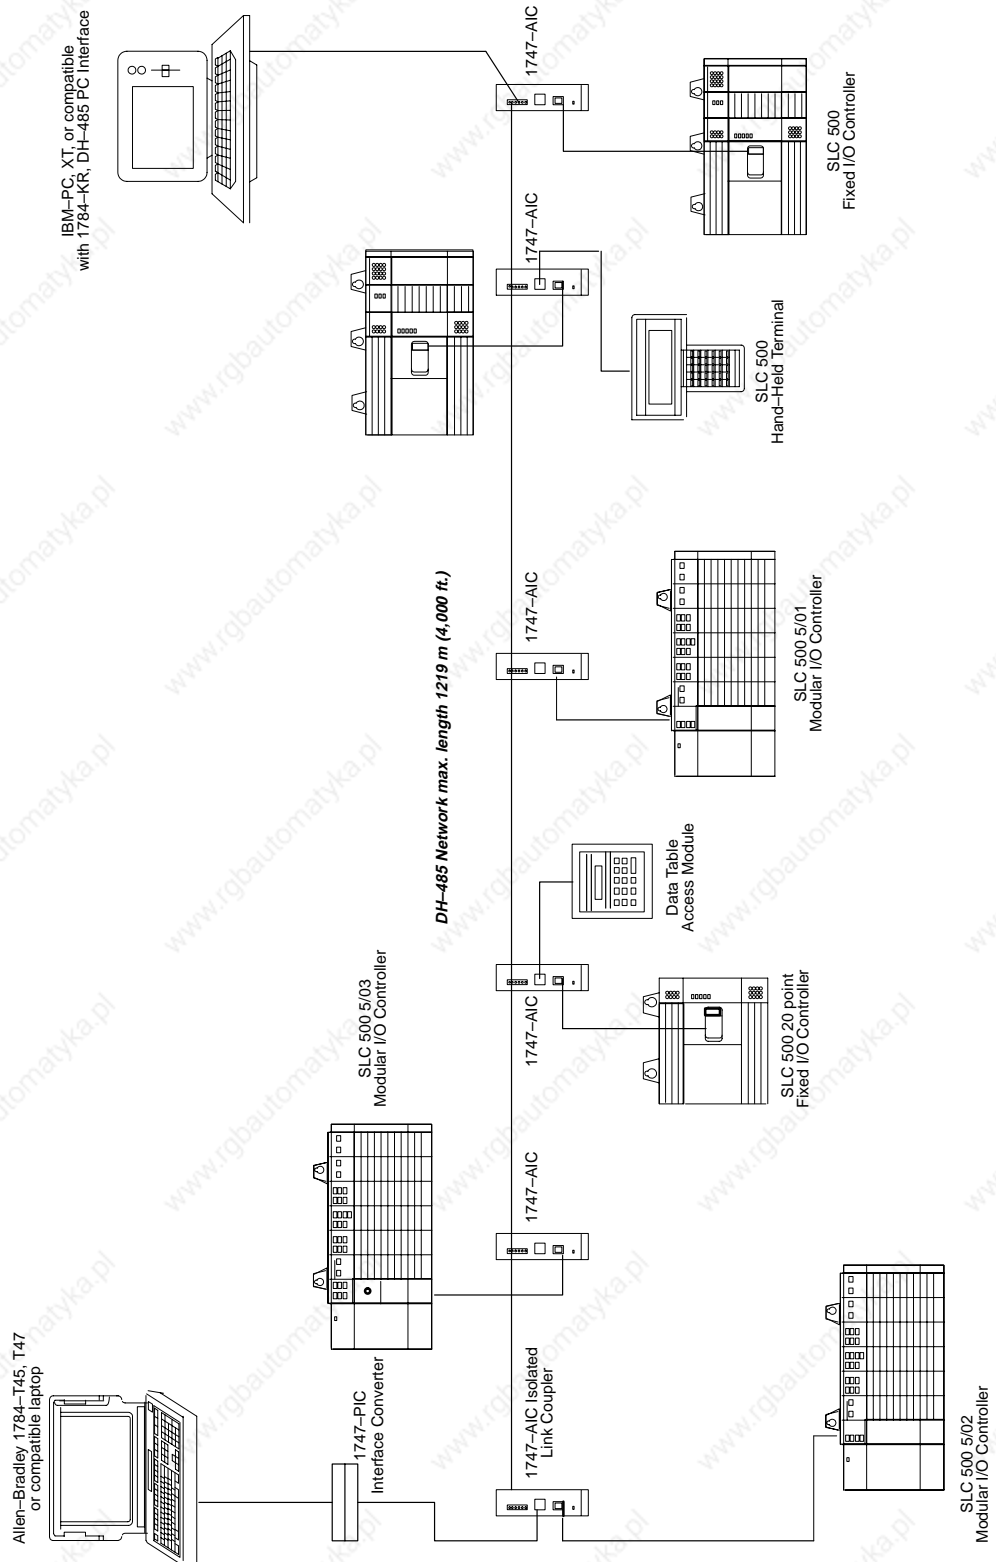 IBM–PC, XT, or compatible
with 1784–KR, DH–485 PC Interface
1747–AIC
SLC 500
Fixed I/O Controller
1747–AIC
SLC 500
Hand–Held Terminal
DH–485 Network max. length 1219 m (4,000 ft.)
1747–AIC
SLC 500 5/01
Modular I/O Controller
Data Table
Access Module
SLC 500 5/03
Modular I/O Controller
1747–AIC
SLC 500 20 point
Fixed I/O Controller
1747–AIC
Allen–Bradley 1784–T45, T47
or compatible laptop
1747–PIC
Interface Converter
1747–AIC Isolated
Link Coupler
SLC 500 5/02
Modular I/O Controller
www.rgbautomatyka.pl